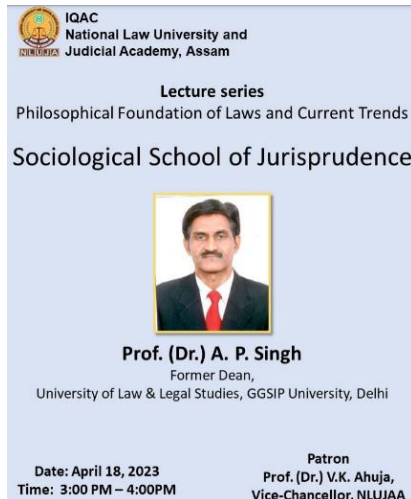 IQAC
National Law University and
Judicial Academy, Assam
NLUJA
Lecture series
Philosophical Foundation of Laws and Current Trends
Sociological School of Jurisprudence
Prof. (Dr.) A. P. Singh
Former Dean,
University of Law & Legal Studies, GGSIP University, Delhi
Date: April 18, 2023
Time: 3:00 PM – 4:00PM
Patron
Prof. (Dr.) V.K. Ahuja,
Vice-Chancellor, NLUJAA